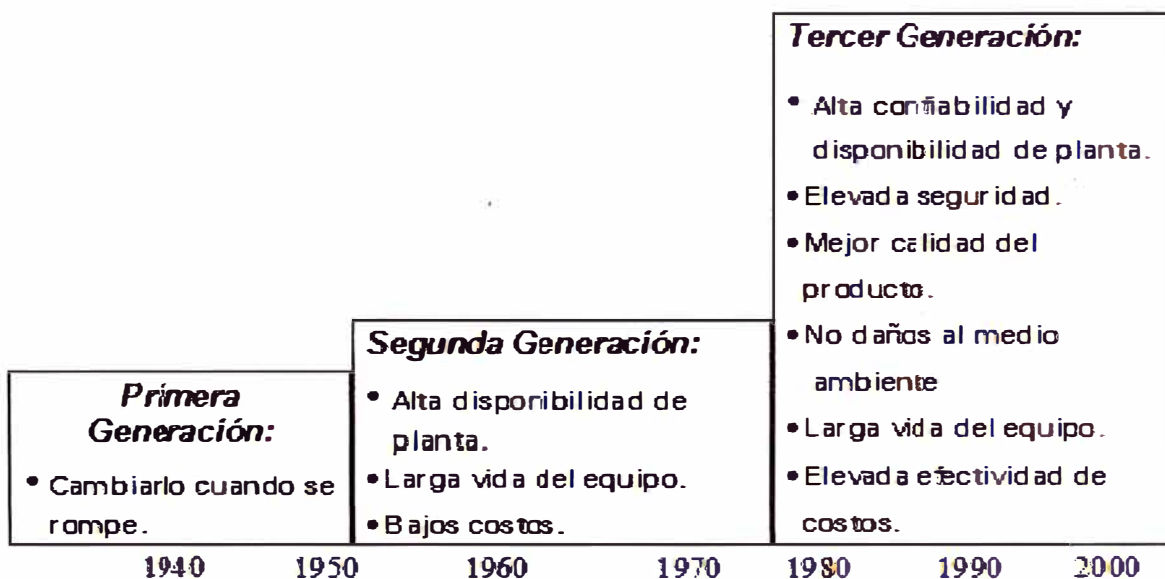 Primera
Generación:
• Cambiarlo cuando se
rompe.
Segunda Generación:
• Alta disponibilidad de
planta.
• Larga vida del equipo.
• Bajos costos.
Tercer Generación:
• Alta confiabilidad y
disponibilidad de planta.
• Elevada seguridad.
• Mejor calidad del
producto.
• No daños al medio
ambiente
• Larga vida del equipo.
• Elevada efectividad de
costos.
1940 1950 1960 1970 1980 1990 2000